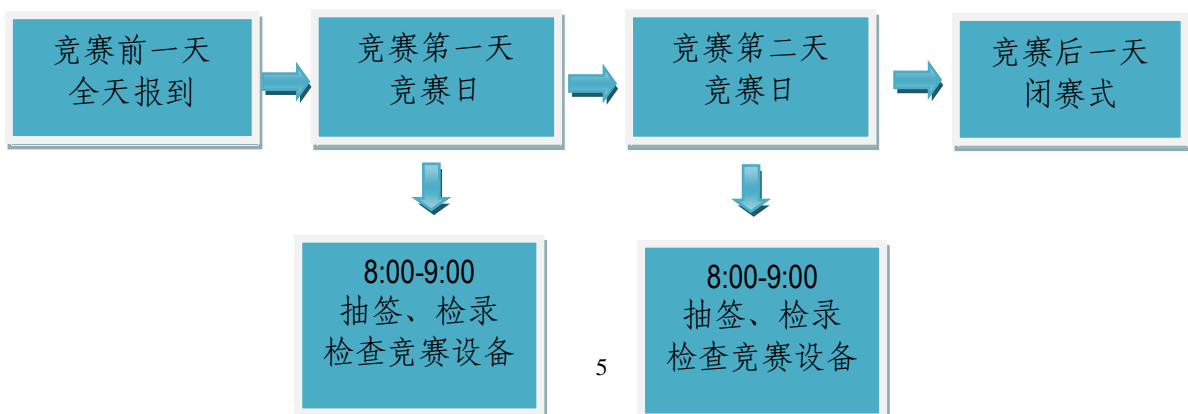 竞赛前一天
全天报到
竞赛第一天
竞赛日
竞赛第二天
竞赛日
竞赛后一天
闭赛式
8:00-9:00
抽签、检录
检查竞赛设备
8:00-9:00
抽签、检录
检查竞赛设备
5